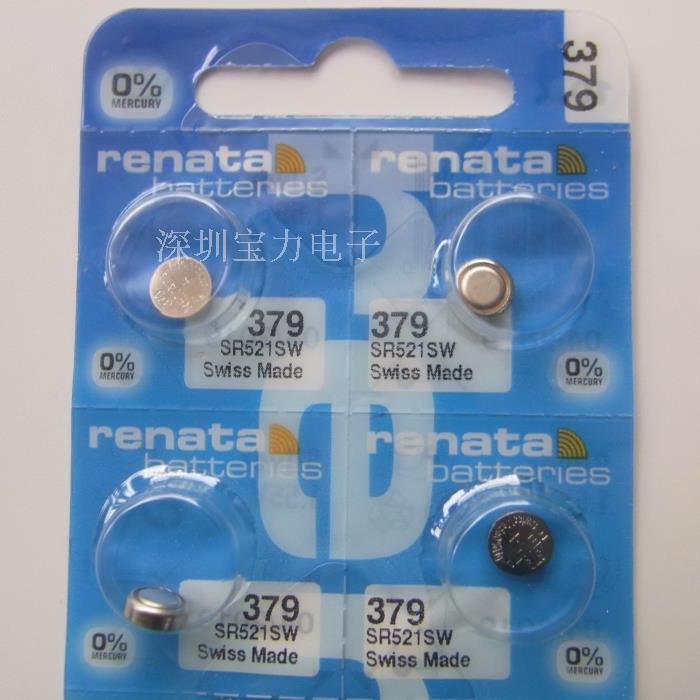 0%
MERCURY
379
renata
batteries
renata
batteries
深圳宝力电子
379
SR521SW
Swiss Made
379
SR521SW
Swiss Made
0%
MERCURY
0%
MERCURY
renata
batteries
renata
batteries
379
SR521SW
Swiss Made
379
SR521SW
Swiss Made
0%
MERCURY
0%
MERCURY